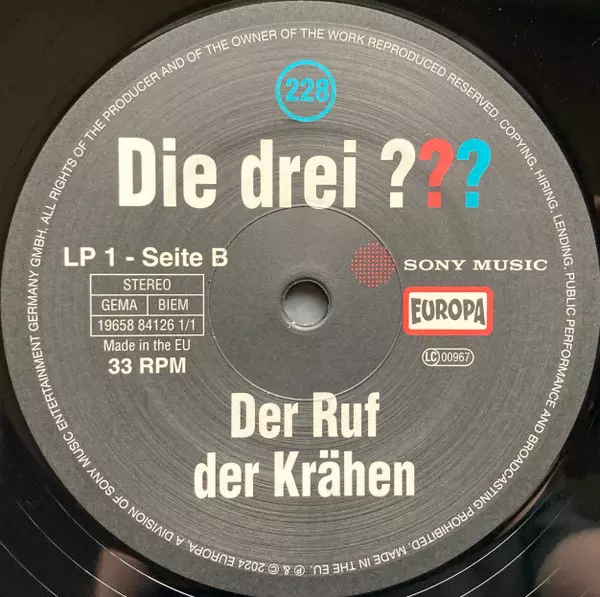 228
Die drei ???
LP 1 - Seite B
STEREO
GEMA BIEM
19658 84126 1/1
Made in the EU
33 RPM
SONY MUSIC
EUROPA
LC 00967
Der Ruf
der Krähen
℗ & © 2024 EUROPA, A DIVISION OF SONY MUSIC ENTERTAINMENT GERMANY GMBH. ALL RIGHTS OF THE PRODUCER AND OF THE OWNER OF THE WORK REPRODUCED RESERVED. COPYING, HIRING, LENDING, PUBLIC PERFORMANCE AND BROADCASTING PROHIBITED. MADE IN THE EU.